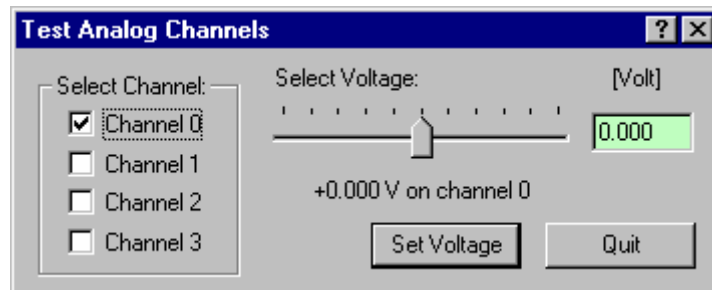 Test Analog Channels
Select Channel:
Channel 0
Channel 1
Channel 2
Channel 3
Select Voltage:
[Volt]
0.000
+0.000 V on channel 0
Set Voltage
Quit